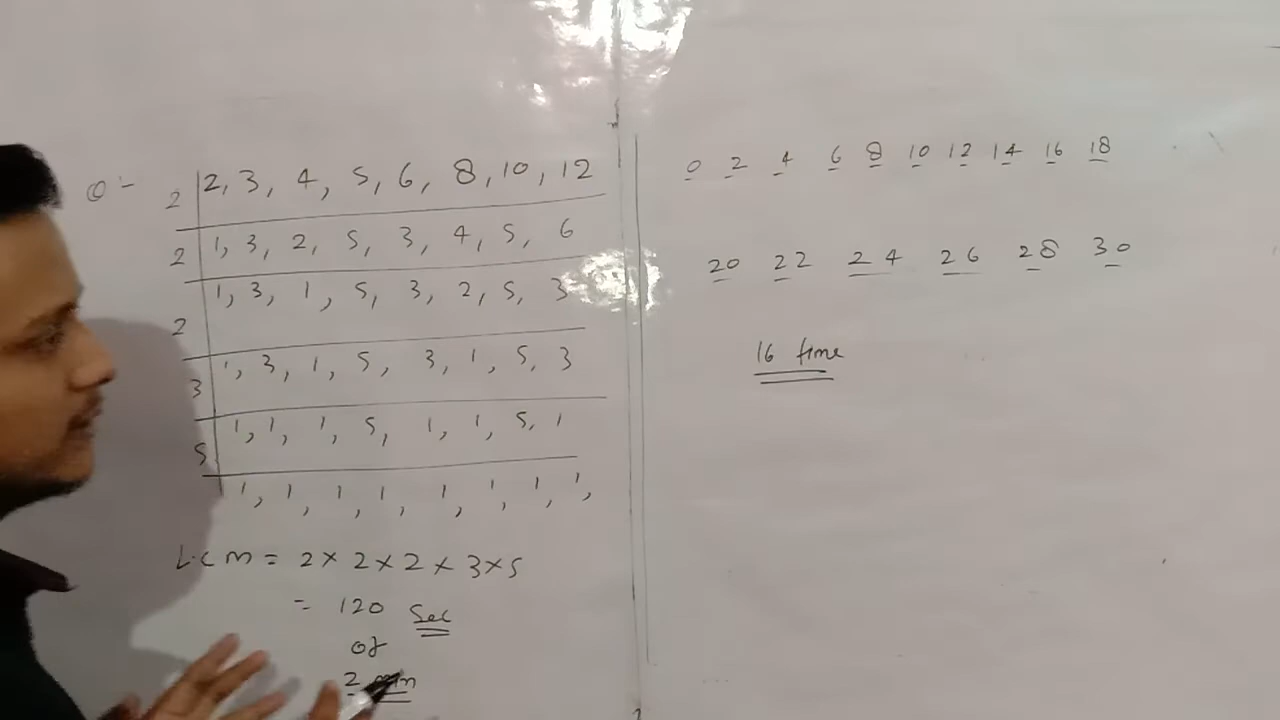 Q :- 2 | 2, 3, 4, 5, 6, 8, 10, 12
2 | 1, 3, 2, 5, 3, 4, 5, 6
2 | 1, 3, 1, 5, 3, 2, 5, 3
3 | 1, 3, 1, 5, 3, 1, 5, 3
5 | 1, 1, 1, 5, 1, 1, 5, 1
1, 1, 1, 1, 1, 1, 1, 1,
L.C M = 2 × 2 × 2 × 3 × 5
= 120 Sec
or
2 min
0 2 4 6 8 10 12 14 16 18
20 22 24 26 28 30
16 time